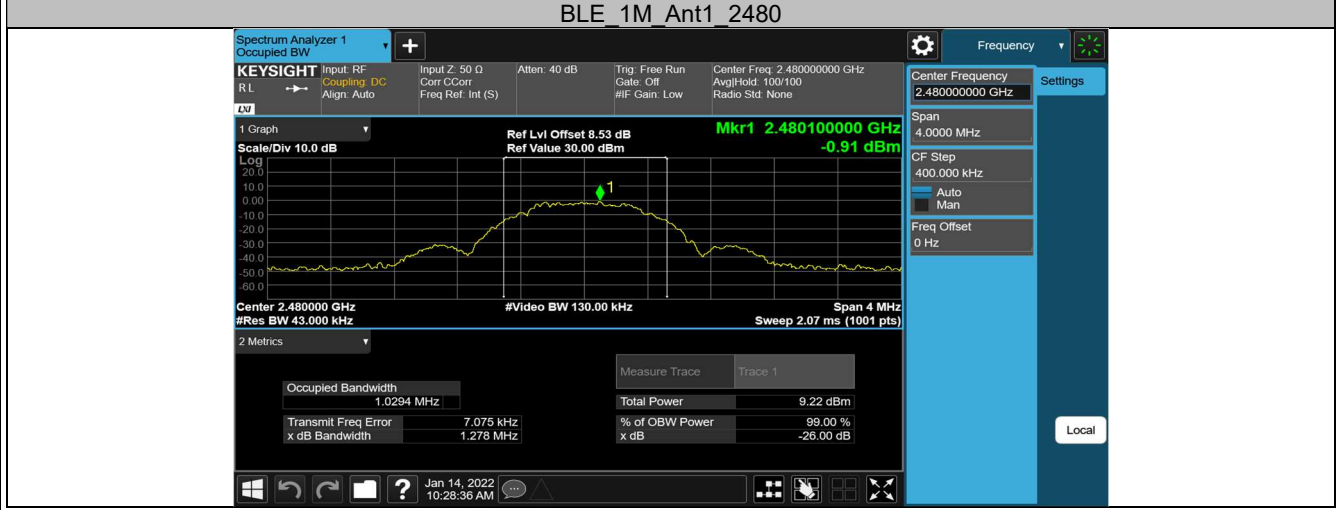 BLE_1M_Ant1_2480
Spectrum Analyzer 1
Occupied BW
+
Frequency
KEYSIGHT
RL
LXI
Input: RF
Coupling: DC
Align: Auto
Input Z: 50 Ω
Corr CCorr
Freq Ref: Int (S)
Atten: 40 dB
Trig: Free Run
Gate: Off
#IF Gain: Low
Center Freq: 2.480000000 GHz
Avg|Hold: 100/100
Radio Std: None
Center Frequency
2.480000000 GHz
Settings
Span
4.0000 MHz
CF Step
400.000 kHz
Auto
Man
Freq Offset
0 Hz
Local
1 Graph
Scale/Div 10.0 dB
Ref Lvl Offset 8.53 dB
Ref Value 30.00 dBm
Mkr1 2.480100000 GHz
-0.91 dBm
Log
20.0
10.0
0.00
-10.0
-20.0
-30.0
-40.0
-50.0
-60.0
1
Center 2.480000 GHz
#Video BW 130.00 kHz
Span 4 MHz
#Res BW 43.000 kHz
Sweep 2.07 ms (1001 pts)
2 Metrics
Measure Trace
Trace 1
Occupied Bandwidth
1.0294 MHz
Total Power
9.22 dBm
Transmit Freq Error
7.075 kHz
% of OBW Power
99.00 %
x dB Bandwidth
1.278 MHz
x dB
-26.00 dB
?
Jan 14, 2022
10:28:36 AM